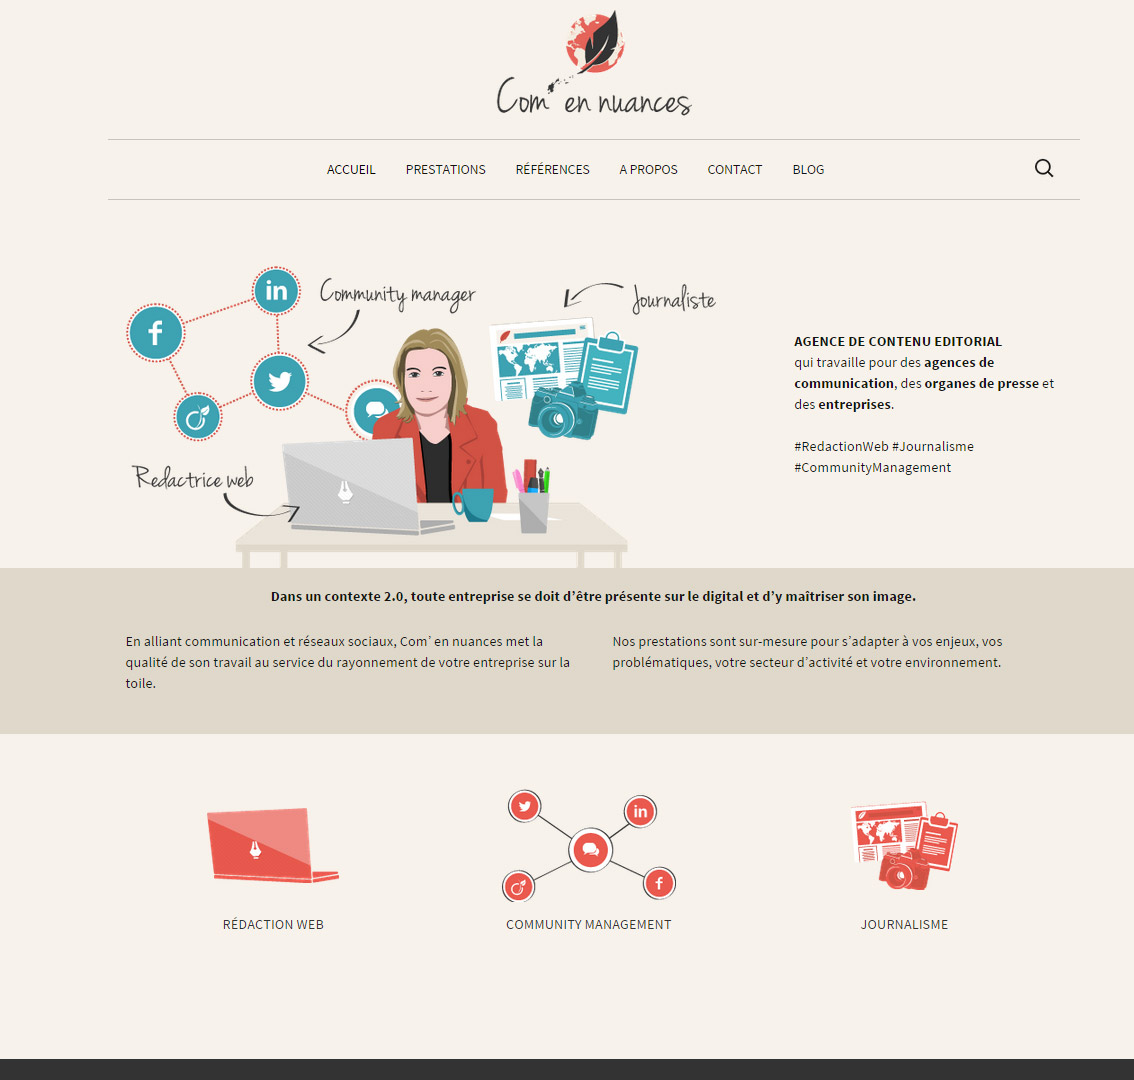 Com' en nuances
ACCUEIL PRESTATIONS RÉFÉRENCES A PROPOS CONTACT BLOG
in
Community manager
Journaliste
f
Redactrice web
AGENCE DE CONTENU EDITORIAL
qui travaille pour des agences de
communication, des organes de presse et
des entreprises.
#RedactionWeb #Journalisme
#CommunityManagement
Dans un contexte 2.0, toute entreprise se doit d’être présente sur le digital et d’y maîtriser son image.
En alliant communication et réseaux sociaux, Com’ en nuances met la
qualité de son travail au service du rayonnement de votre entreprise sur la
toile.
Nos prestations sont sur-mesure pour s’adapter à vos enjeux, vos
problématiques, votre secteur d’activité et votre environnement.
in
f
RÉDACTION WEB
COMMUNITY MANAGEMENT
JOURNALISME